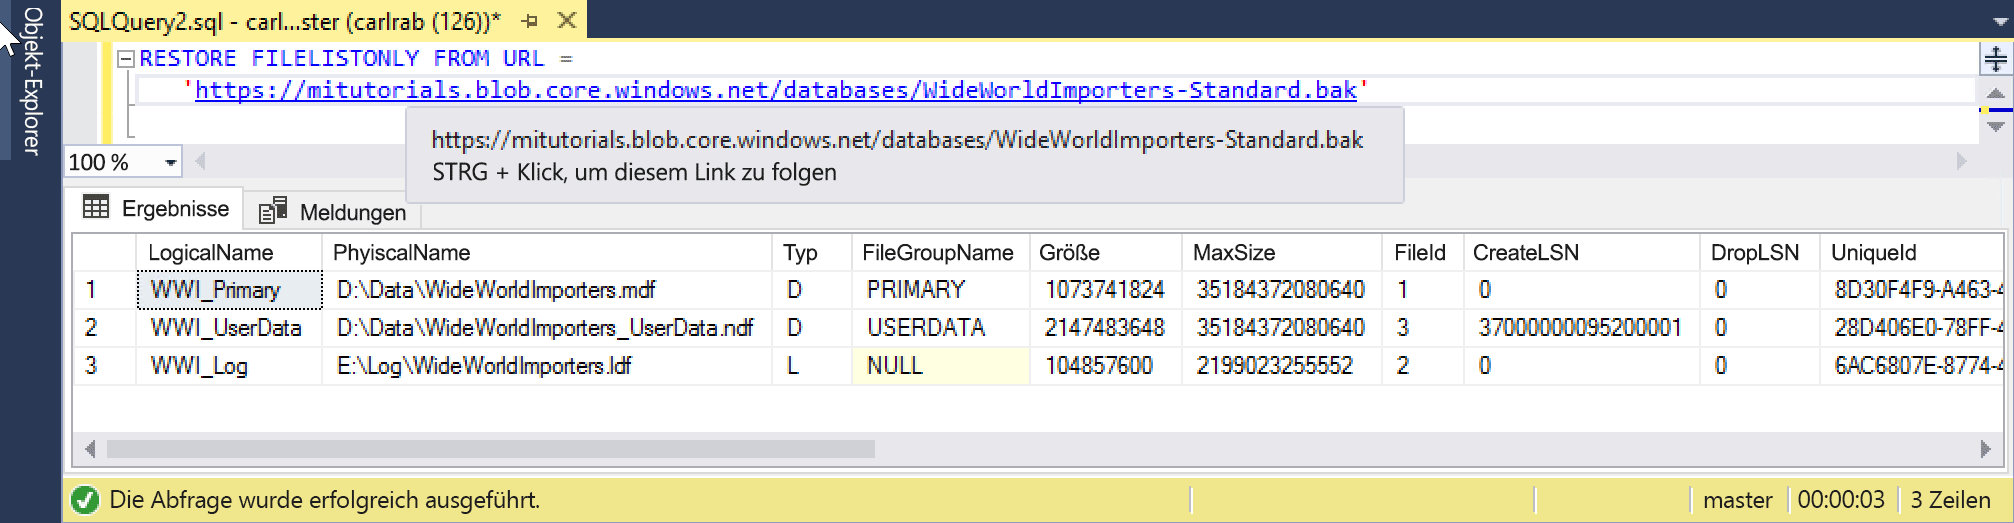 Objekt-Explorer
SQLQuery2.sql - carl...ster (carlrab (126))*
RESTORE FILELISTONLY FROM URL =
'https://mitutorials.blob.core.windows.net/databases/WideWorldImporters-Standard.bak'
https://mitutorials.blob.core.windows.net/databases/WideWorldImporters-Standard.bak
STRG + Klick, um diesem Link zu folgen
100 %
Ergebnisse Meldungen
LogicalName PhyiscalName Typ FileGroupName Größe MaxSize FileId CreateLSN DropLSN UniqueId
1 WWI_Primary D:\Data\WideWorldImporters.mdf D PRIMARY 1073741824 35184372080640 1 0 0 8D30F4F9-A463-4
2 WWI_UserData D:\Data\WideWorldImporters_UserData.ndf D USERDATA 2147483648 35184372080640 3 37000000095200001 0 28D406E0-78FF-4
3 WWI_Log E:\Log\WideWorldImporters.ldf L NULL 104857600 2199023255552 2 0 0 6AC6807E-8774-4
Die Abfrage wurde erfolgreich ausgeführt. master 00:00:03 3 Zeilen